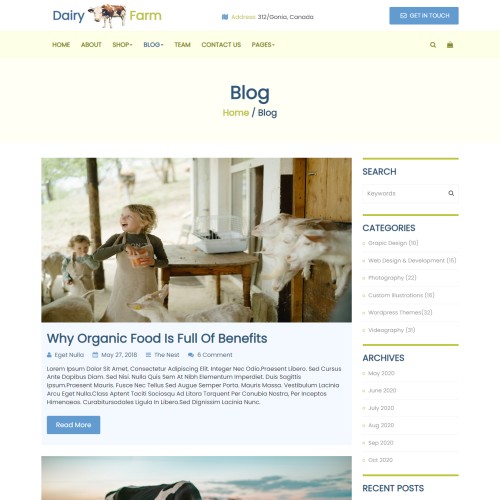 Dairy Farm
Address: 312/Gonia, Canada
GET IN TOUCH
HOME ABOUT SHOP BLOG TEAM CONTACT US PAGES
Blog
Home / Blog
Why Organic Food Is Full Of Benefits
Eget Nulla May 27, 2018 The Nest 6 Comment
Lorem Ipsum Dolor Sit Amet, Consectetur Adipiscing Elit. Integer Nec Odio.Praesent Libero. Sed Cursus
Ante Dapibus Diam. Sed Nisi. Nulla Quis Sem At Nibh Elementum Imperdiet. Duis Sagittis
Ipsum.Praesent Mauris. Fusce Nec Tellus Sed Augue Semper Porta. Mauris Massa. Vestibulum Lacinia
Arcu Eget Nulla.Class Aptent Taciti Sociosqu Ad Litora Torquent Per Conubia Nostra, Per Inceptos
Himenaeos. Curabitursodales Ligula In Libero.Sed Dignissim Lacinia Nunc.
Read More
SEARCH
Keywords
CATEGORIES
Grapic Design (10)
Web Design & Development (15)
Photography (22)
Custom Illustrations (18)
Wordpress Themes(22)
Videography (31)
ARCHIVES
May 2020
June 2020
July 2020
Aug 2020
Sep 2020
Oct 2020
RECENT POSTS